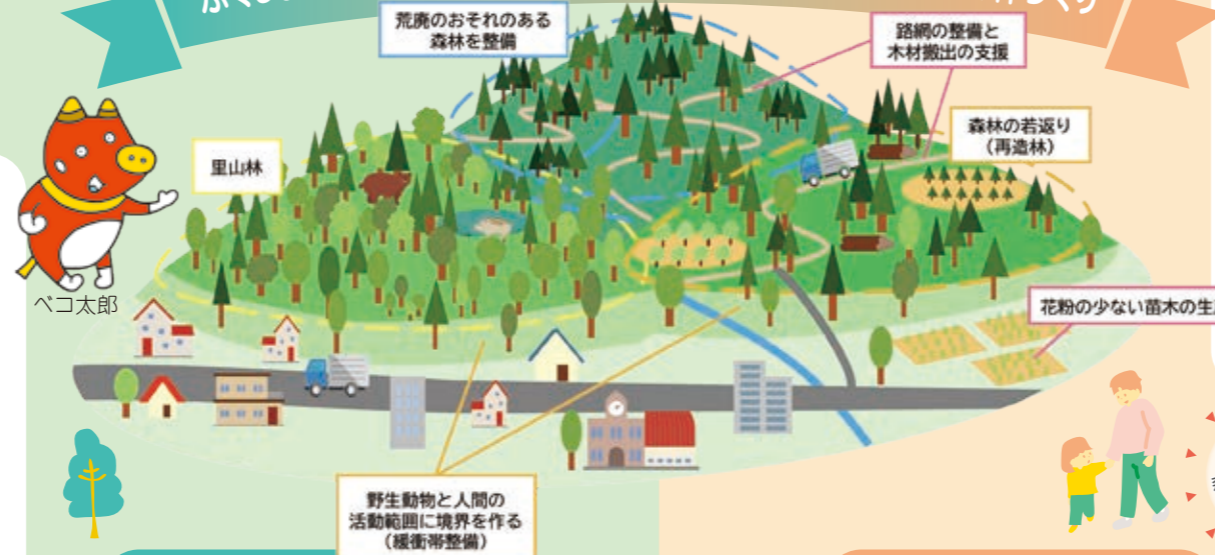 荒廃のおそれのある
森林を整備
路網の整備と
木材搬出の支援
森林の若返り
(再造林)
里山林
ベコ太郎
花粉の少ない苗木の生
野生動物と人間の
活動範囲に境界を作る
(緩衝帯整備)